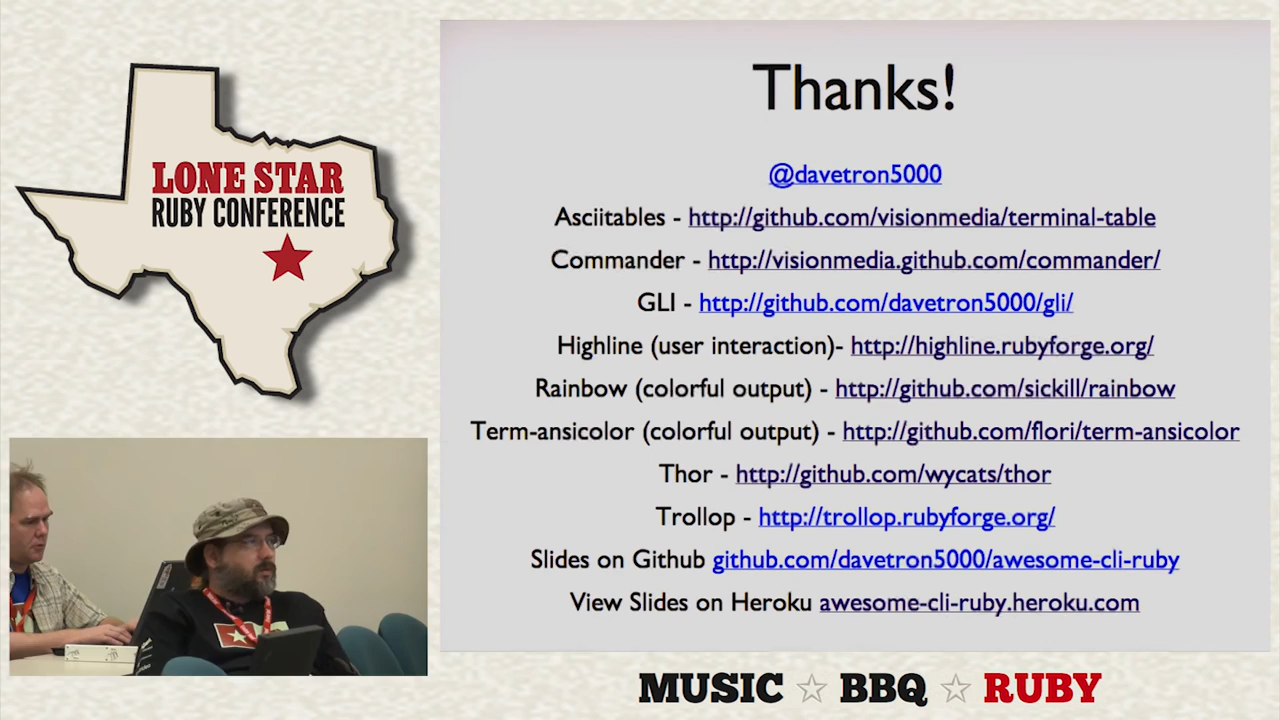 LONE STAR
RUBY CONFERENCE
Thanks!
@davetron5000
Asciitables - http://github.com/visionmedia/terminal-table
Commander - http://visionmedia.github.com/commander/
GLI - http://github.com/davetron5000/gli/
Highline (user interaction)- http://highline.rubyforge.org/
Rainbow (colorful output) - http://github.com/sickill/rainbow
Term-ansicolor (colorful output) - http://github.com/flori/term-ansicolor
Thor - http://github.com/wycats/thor
Trollop - http://trollop.rubyforge.org/
Slides on Github github.com/davetron5000/awesome-cli-ruby
View Slides on Heroku awesome-cli-ruby.heroku.com
MUSIC ☆ BBQ ☆ RUBY